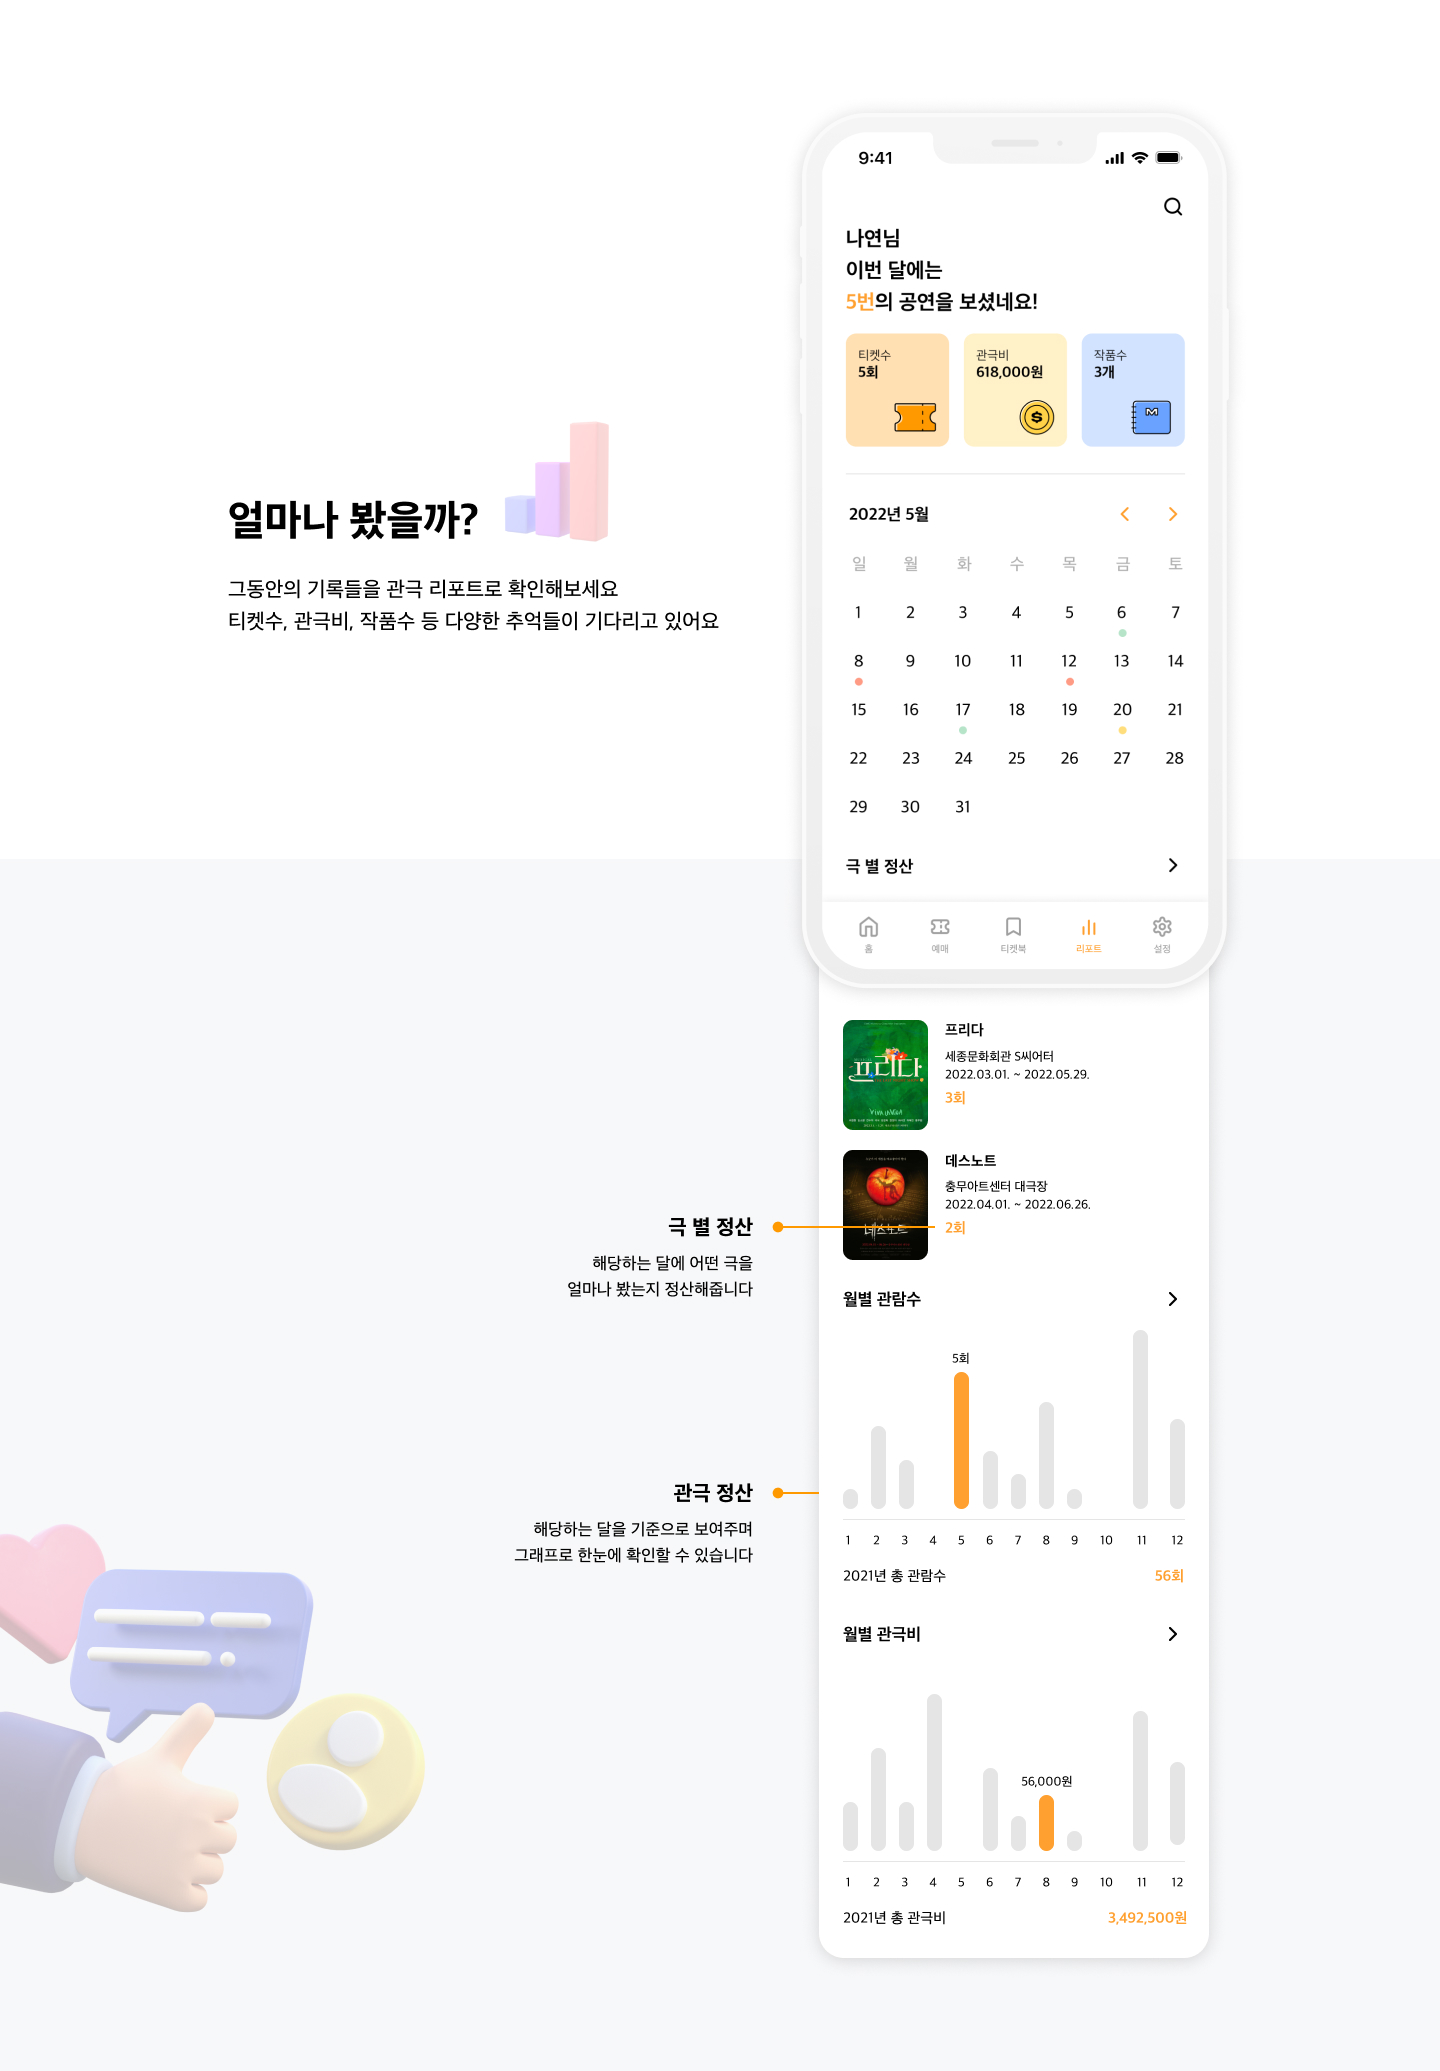 얼마나 봤을까?
그동안의 기록들을 관극 리포트로 확인해보세요
티켓수, 관극비, 작품수 등 다양한 추억들이 기다리고 있어요
9:41
나연님
이번 달에는
5번의 공연을 보셨네요!
티켓수
5회
관극비
618,000원
작품수
3개
2022년 5월
일 월 화 수 목 금 토
1 2 3 4 5 6 7
8 9 10 11 12 13 14
15 16 17 18 19 20 21
22 23 24 25 26 27 28
29 30 31
극 별 정산
홈 예매 티켓북 리포트 설정
프리다
프리다
세종문화회관 S씨어터
2022.03.01. ~ 2022.05.29.
3회
데스노트
데스노트
충무아트센터 대극장
2022.04.01. ~ 2022.06.26.
2회
극 별 정산
해당하는 달에 어떤 극을
얼마나 봤는지 정산해줍니다
월별 관람수
5회
1 2 3 4 5 6 7 8 9 10 11 12
2021년 총 관람수 56회
관극 정산
해당하는 달을 기준으로 보여주며
그래프로 한눈에 확인할 수 있습니다
월별 관극비
56,000원
1 2 3 4 5 6 7 8 9 10 11 12
2021년 총 관극비 3,492,500원